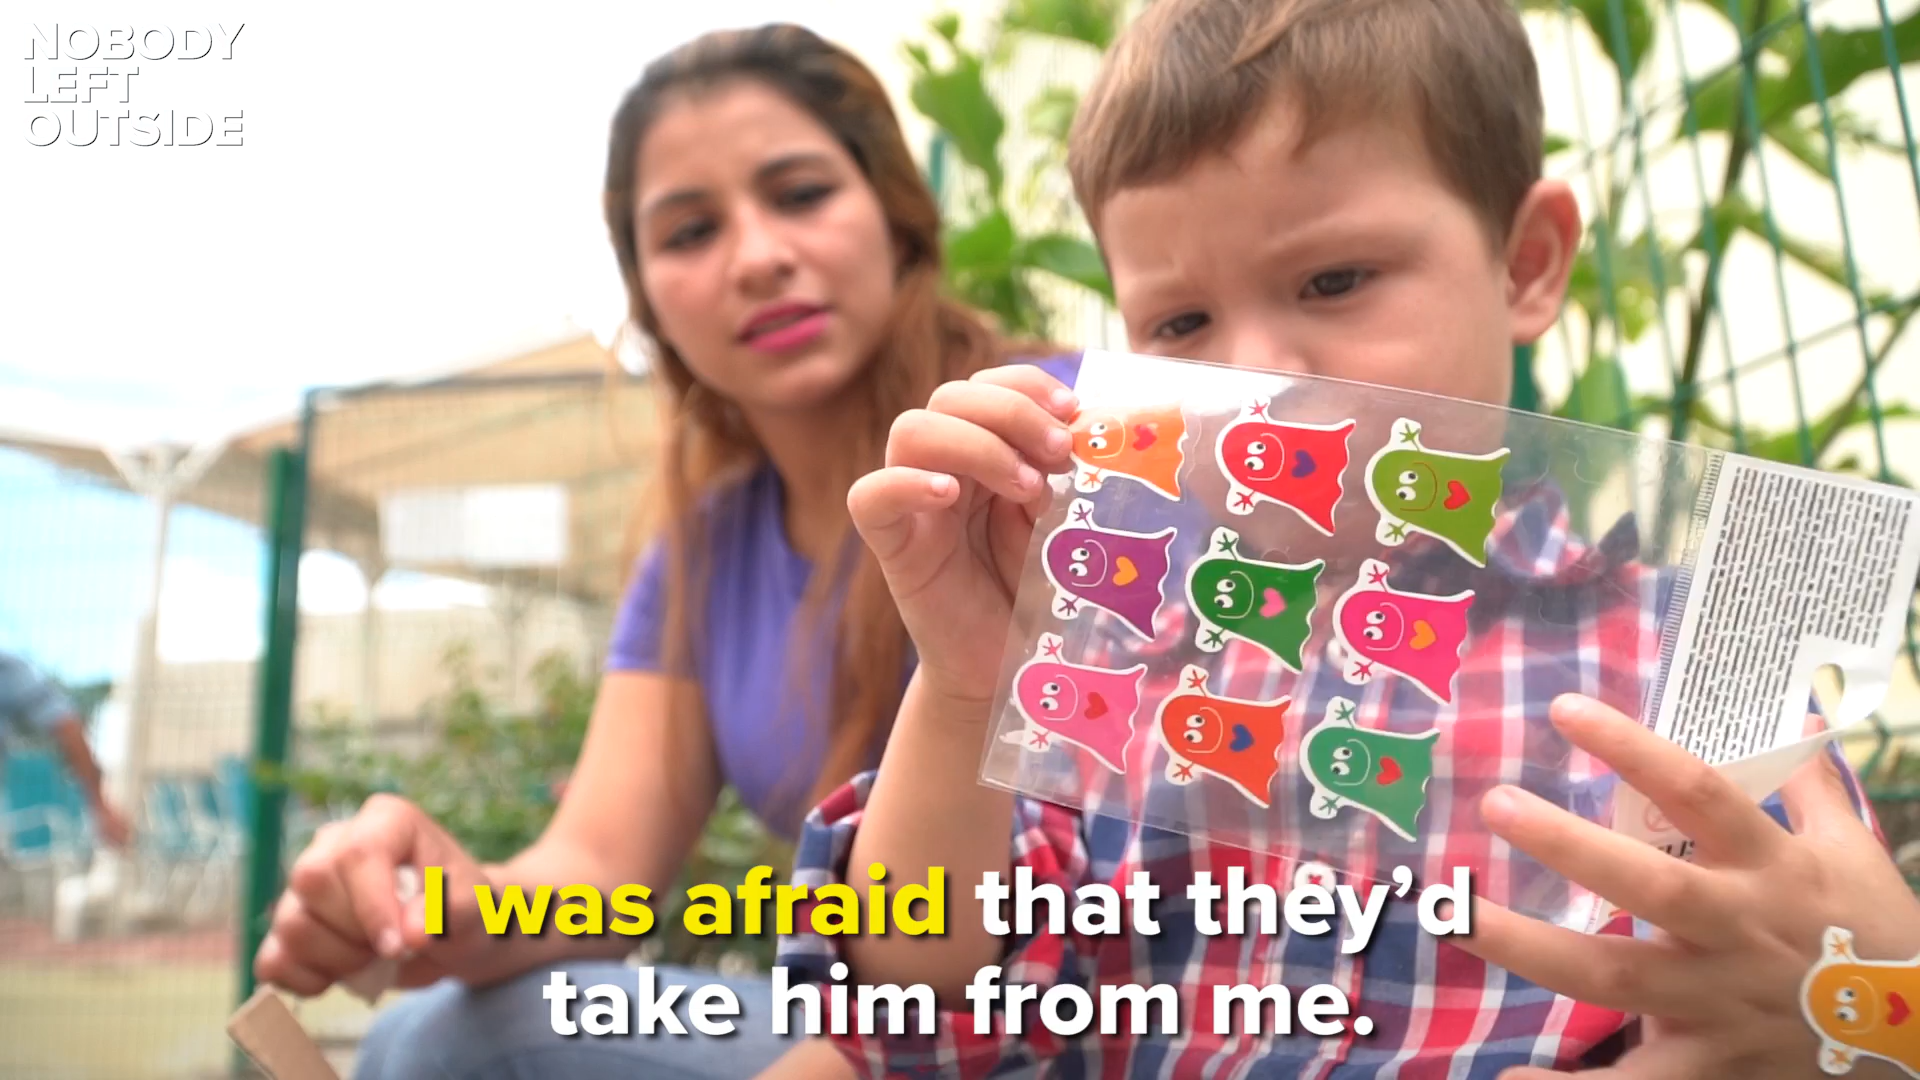 NOBODY
LEFT
OUTSIDE
I was afraid that they’d
take him from me.